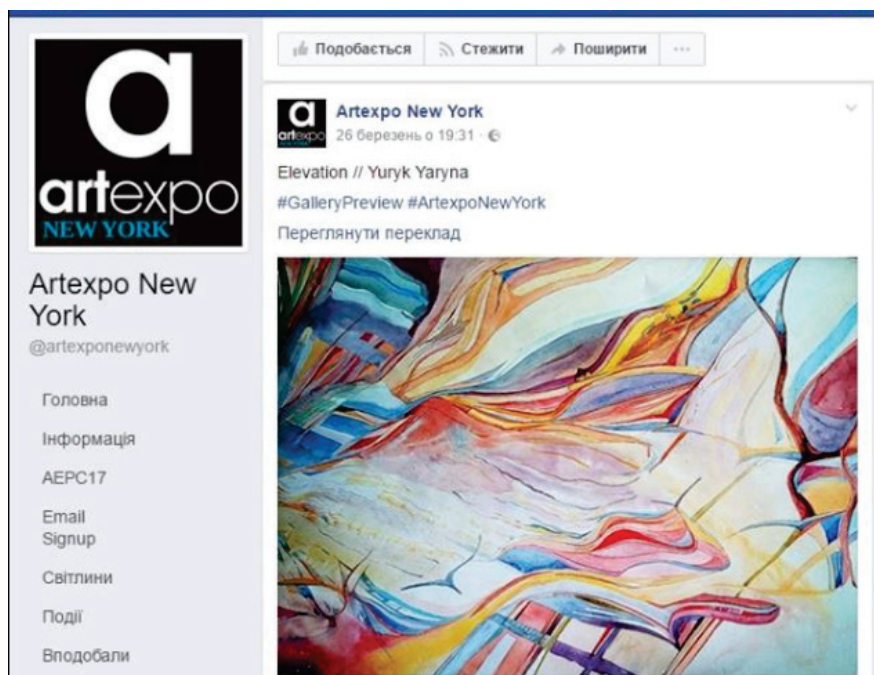 a
artexpo
NEW YORK
Artexpo New
York
@artexponewyork
Головна
Інформація
AEPC17
Email
Signup
Світлини
Події
Вподобали
Подобається Стежити Поширити ...
a
artexpo
Artexpo New York
26 березень о 19:31 ·
Elevation // Yuryk Yaryna
#GalleryPreview #ArtexpoNewYork
Переглянути переклад